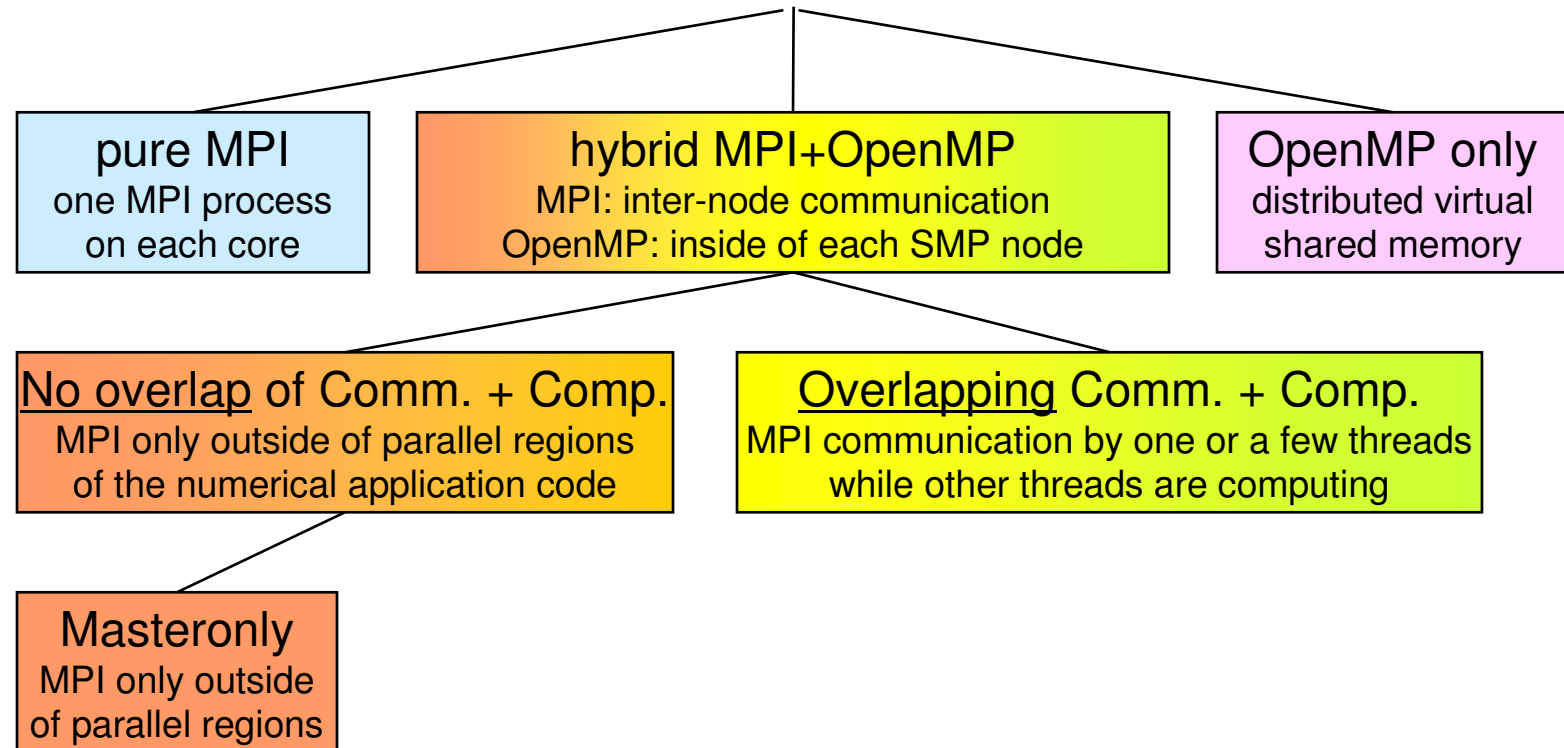 pure MPI
one MPI process
on each core
hybrid MPI+OpenMP
MPI: inter-node communication
OpenMP: inside of each SMP node
OpenMP only
distributed virtual
shared memory
No overlap of Comm. + Comp.
MPI only outside of parallel regions
of the numerical application code
Overlapping Comm. + Comp.
MPI communication by one or a few threads
while other threads are computing
Masteronly
MPI only outside
of parallel regions